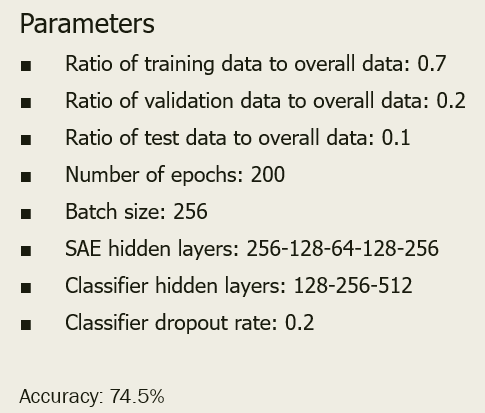 Parameters
▪ Ratio of training data to overall data: 0.7
▪ Ratio of validation data to overall data: 0.2
▪ Ratio of test data to overall data: 0.1
▪ Number of epochs: 200
▪ Batch size: 256
▪ SAE hidden layers: 256-128-64-128-256
▪ Classifier hidden layers: 128-256-512
▪ Classifier dropout rate: 0.2
Accuracy: 74.5%